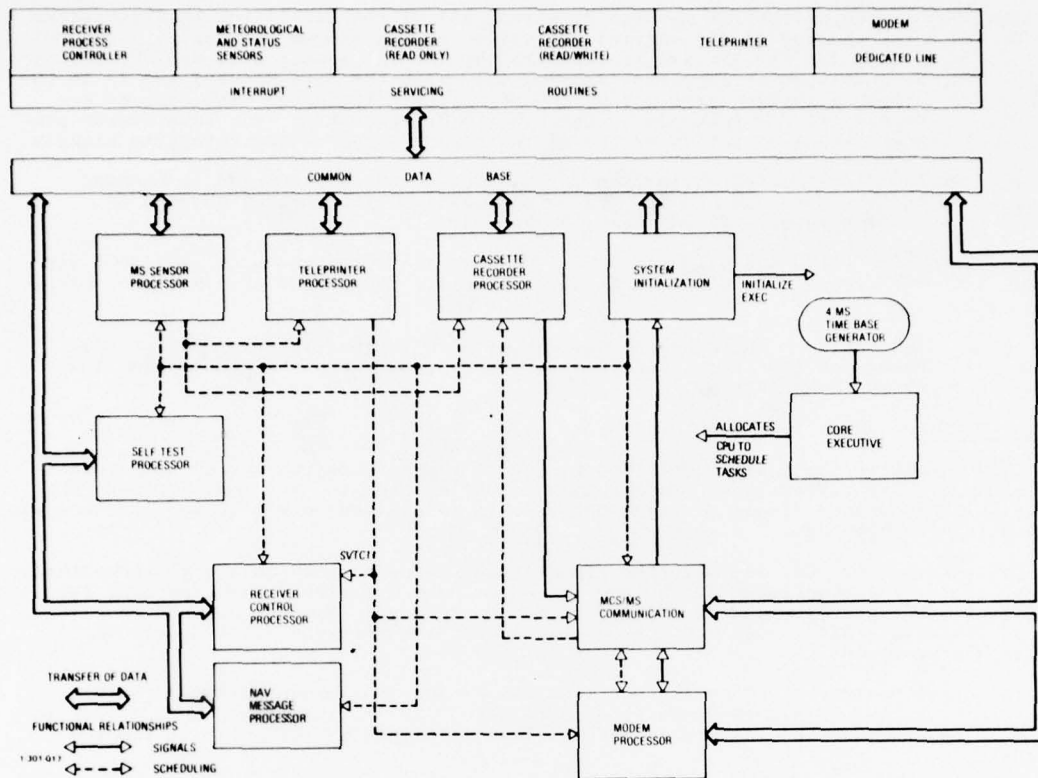 RECEIVER
PROCESS
CONTROLLER
METEOROLOGICAL
AND STATUS
SENSORS
CASSETTE
RECORDER
(READ ONLY)
CASSETTE
RECORDER
(READ/WRITE)
TELEPRINTER
MODEM
DEDICATED LINE
INTERRUPT SERVICING ROUTINES
COMMON DATA BASE
MS SENSOR
PROCESSOR
TELEPRINTER
PROCESSOR
CASSETTE
RECORDER
PROCESSOR
SYSTEM
INITIALIZATION
INITIALIZE
EXEC
4 MS
TIME BASE
GENERATOR
SELF TEST
PROCESSOR
ALLOCATES
CPU TO
SCHEDULE
TASKS
CORE
EXECUTIVE
SVTC1
RECEIVER
CONTROL
PROCESSOR
MCS/MS
COMMUNICATION
NAV
MESSAGE
PROCESSOR
MODEM
PROCESSOR
TRANSFER OF DATA
FUNCTIONAL RELATIONSHIPS
SIGNALS
SCHEDULING